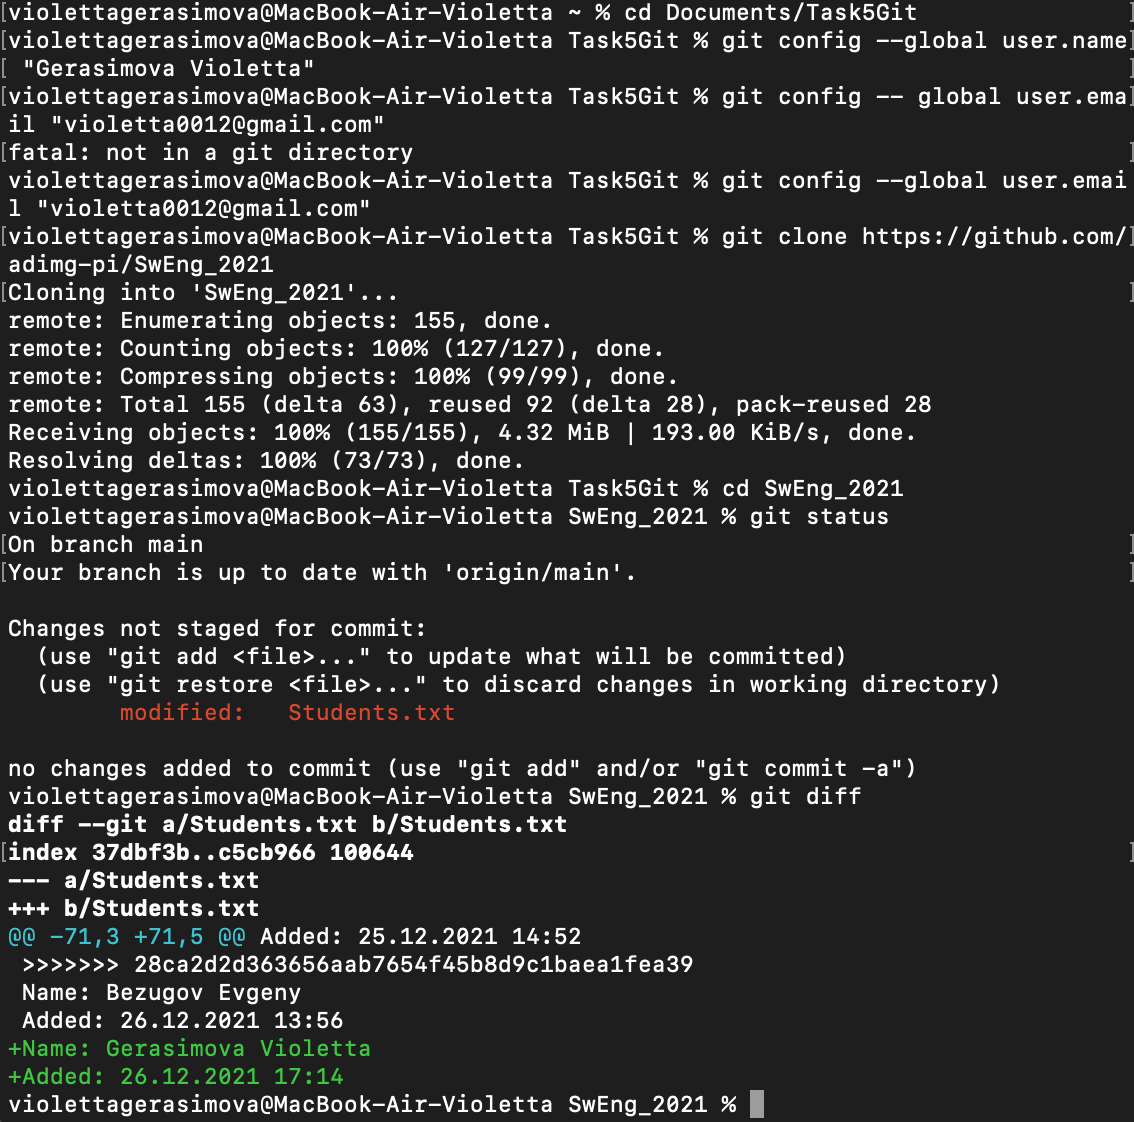 violettagerasimova@MacBook-Air-Violetta ~ % cd Documents/Task5Git
violettagerasimova@MacBook-Air-Violetta Task5Git % git config --global user.name
"Gerasimova Violetta"
violettagerasimova@MacBook-Air-Violetta Task5Git % git config -- global user.ema
il "violetta0012@gmail.com"
fatal: not in a git directory
violettagerasimova@MacBook-Air-Violetta Task5Git % git config --global user.emai
l "violetta0012@gmail.com"
violettagerasimova@MacBook-Air-Violetta Task5Git % git clone https://github.com/
adimg-pi/SwEng_2021
Cloning into 'SwEng_2021'...
remote: Enumerating objects: 155, done.
remote: Counting objects: 100% (127/127), done.
remote: Compressing objects: 100% (99/99), done.
remote: Total 155 (delta 63), reused 92 (delta 28), pack-reused 28
Receiving objects: 100% (155/155), 4.32 MiB | 193.00 KiB/s, done.
Resolving deltas: 100% (73/73), done.
violettagerasimova@MacBook-Air-Violetta Task5Git % cd SwEng_2021
violettagerasimova@MacBook-Air-Violetta SwEng_2021 % git status
On branch main
Your branch is up to date with 'origin/main'.
Changes not staged for commit:
(use "git add <file>..." to update what will be committed)
(use "git restore <file>..." to discard changes in working directory)
modified: Students.txt
no changes added to commit (use "git add" and/or "git commit -a")
violettagerasimova@MacBook-Air-Violetta SwEng_2021 % git diff
diff --git a/Students.txt b/Students.txt
index 37dbf3b..c5cb966 100644
--- a/Students.txt
+++ b/Students.txt
@@ -71,3 +71,5 @@ Added: 25.12.2021 14:52
>>>>>>> 28ca2d2d363656aab7654f45b8d9c1baea1fea39
Name: Bezugov Evgeny
Added: 26.12.2021 13:56
+Name: Gerasimova Violetta
+Added: 26.12.2021 17:14
violettagerasimova@MacBook-Air-Violetta SwEng_2021 %